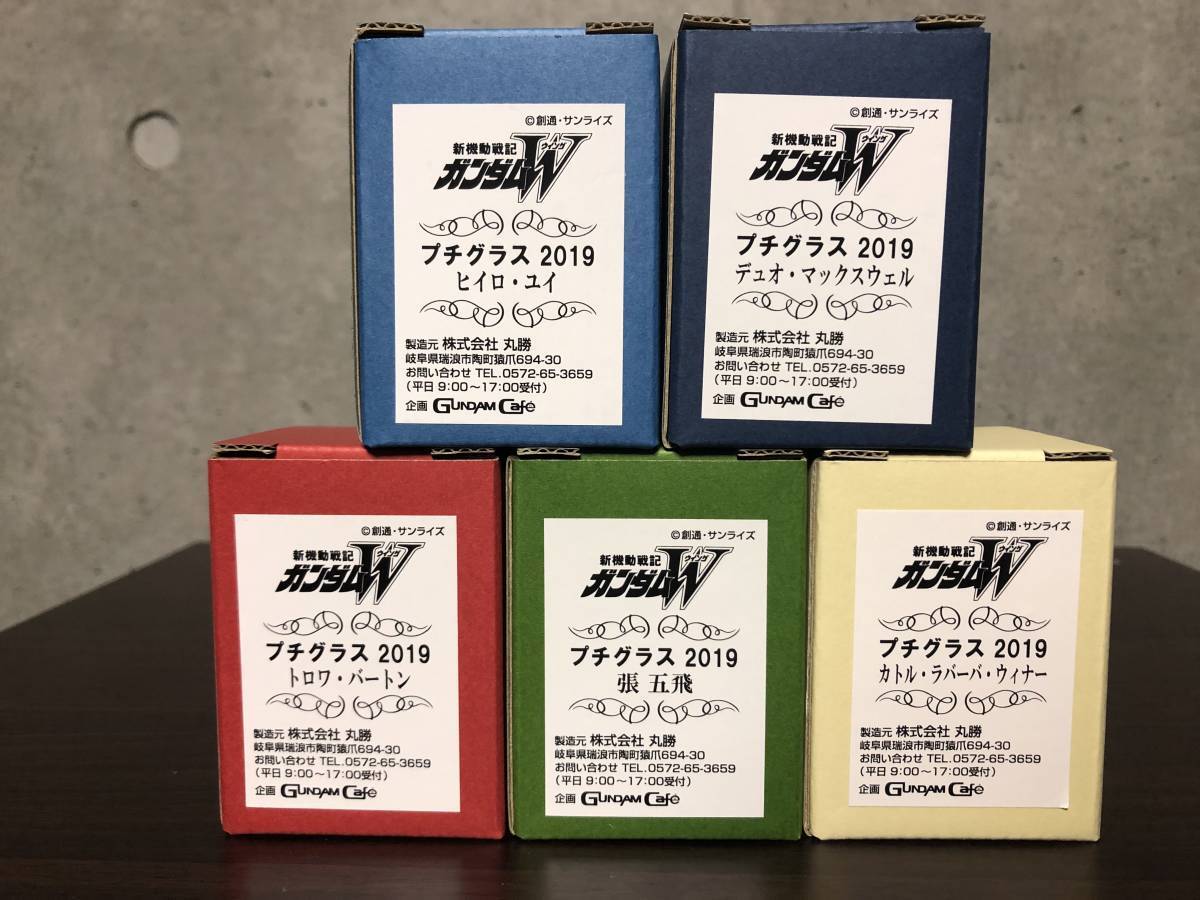 ©創通・サンライズ
新機動戦記
ガンダムW
ウイング
プチグラス 2019
ヒイロ・ユイ
製造元 株式会社 丸勝
岐阜県瑞浪市陶町猿爪694-30
お問い合わせ TEL.0572-65-3659
(平日 9:00〜17:00受付)
企画 GUNDAM Café
©創通・サンライズ
新機動戦記
ガンダムW
ウイング
プチグラス 2019
デュオ・マックスウェル
製造元 株式会社 丸勝
岐阜県瑞浪市陶町猿爪694-30
お問い合わせ TEL.0572-65-3659
(平日 9:00〜17:00受付)
企画 GUNDAM Café
©創通・サンライズ
新機動戦記
ガンダムW
ウイング
プチグラス 2019
トロワ・バートン
製造元 株式会社 丸勝
岐阜県瑞浪市陶町猿爪694-30
お問い合わせ TEL.0572-65-3659
(平日 9:00〜17:00受付)
企画 GUNDAM Café
©創通・サンライズ
新機動戦記
ガンダムW
ウイング
プチグラス 2019
張 五飛
製造元 株式会社 丸勝
岐阜県瑞浪市陶町猿爪694-30
お問い合わせ TEL.0572-65-3659
(平日 9:00〜17:00受付)
企画 GUNDAM Café
©創通・サンライズ
新機動戦記
ガンダムW
ウイング
プチグラス 2019
カトル・ラバーバ・ウィナー
製造元 株式会社 丸勝
岐阜県瑞浪市陶町猿爪694-30
お問い合わせ TEL.0572-65-3659
(平日 9:00〜17:00受付)
企画 GUNDAM Café